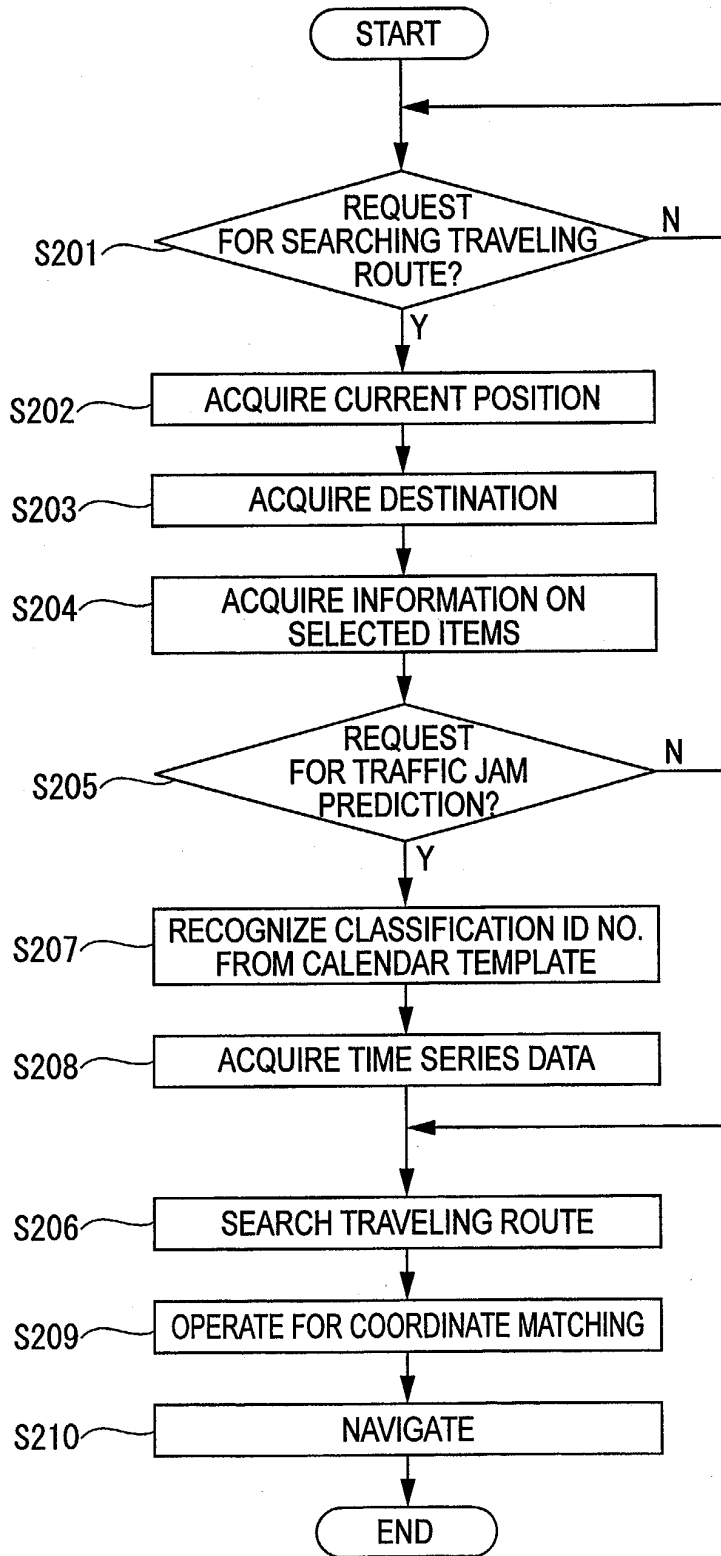 START
REQUEST
FOR SEARCHING TRAVELING
ROUTE?
N
S201
Y
S202
ACQUIRE CURRENT POSITION
S203
ACQUIRE DESTINATION
S204
ACQUIRE INFORMATION ON
SELECTED ITEMS
REQUEST
FOR TRAFFIC JAM
PREDICTION?
N
S205
Y
S207
RECOGNIZE CLASSIFICATION ID NO.
FROM CALENDAR TEMPLATE
S208
ACQUIRE TIME SERIES DATA
S206
SEARCH TRAVELING ROUTE
S209
OPERATE FOR COORDINATE MATCHING
S210
NAVIGATE
END